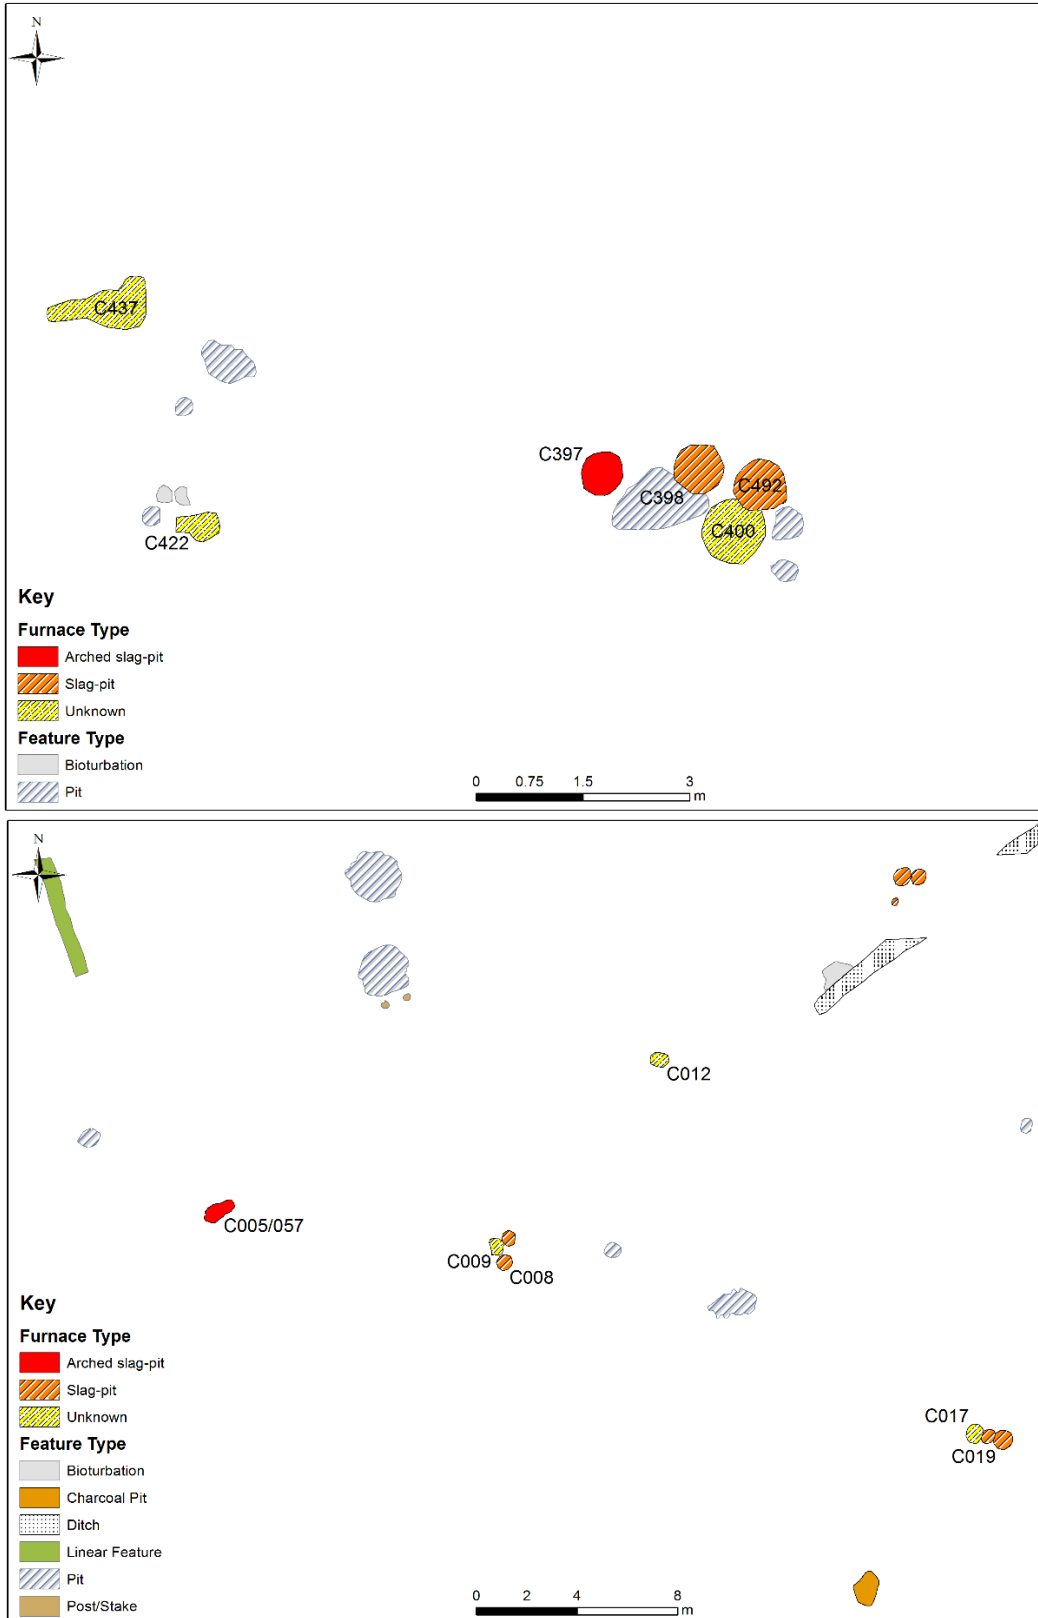 N
C437
C397
C398
C492
C400
C422
Key
Furnace Type
Arched slag-pit
Slag-pit
Unknown
Feature Type
Bioturbation
Pit
0 0.75 1.5 3
m
N
C012
C005/057
C009
C008
C017
C019
Key
Furnace Type
Arched slag-pit
Slag-pit
Unknown
Feature Type
Bioturbation
Charcoal Pit
Ditch
Linear Feature
Pit
Post/Stake
0 2 4 8
m